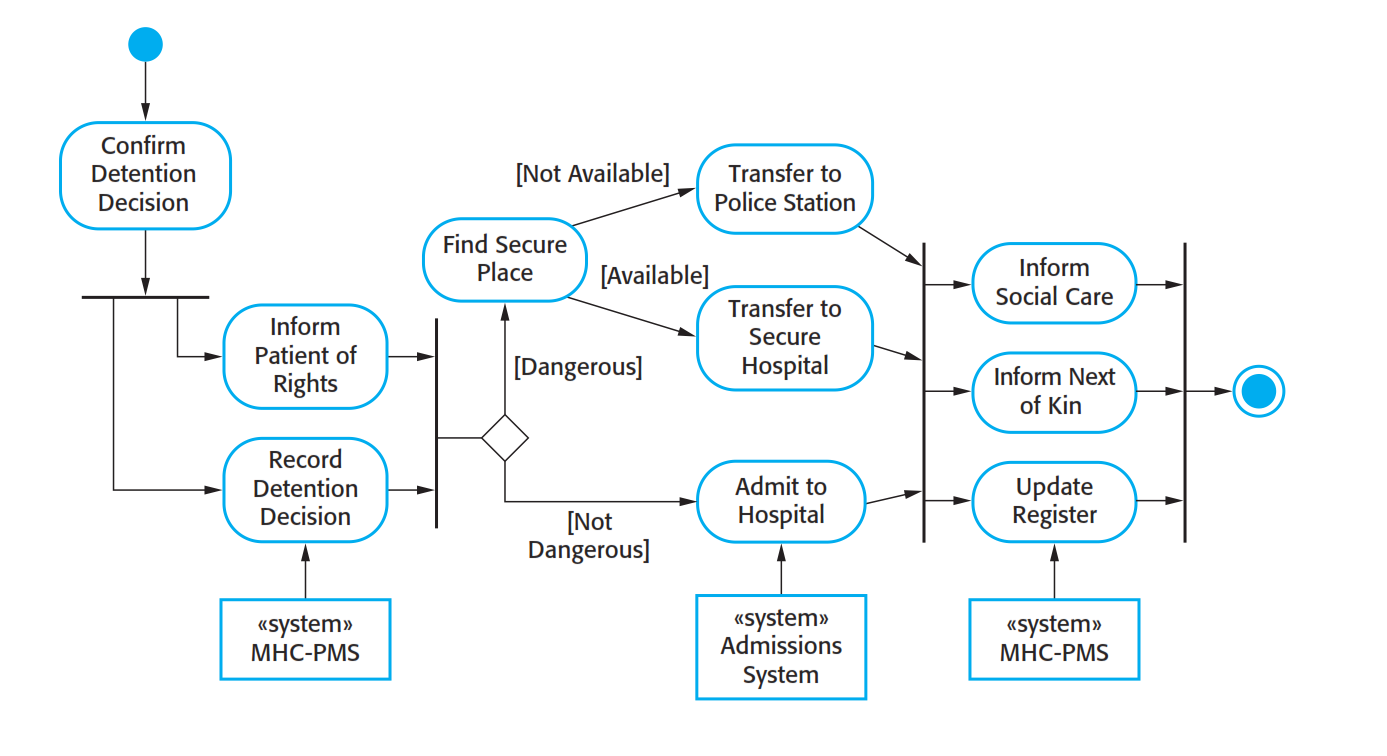 Confirm
Detention
Decision
Inform
Patient of
Rights
Record
Detention
Decision
«system»
MHC-PMS
Find Secure
Place
[Dangerous]
[Not
Dangerous]
[Not Available]
[Available]
Transfer to
Police Station
Transfer to
Secure
Hospital
Admit to
Hospital
«system»
Admissions
System
Inform
Social Care
Inform Next
of Kin
Update
Register
«system»
MHC-PMS